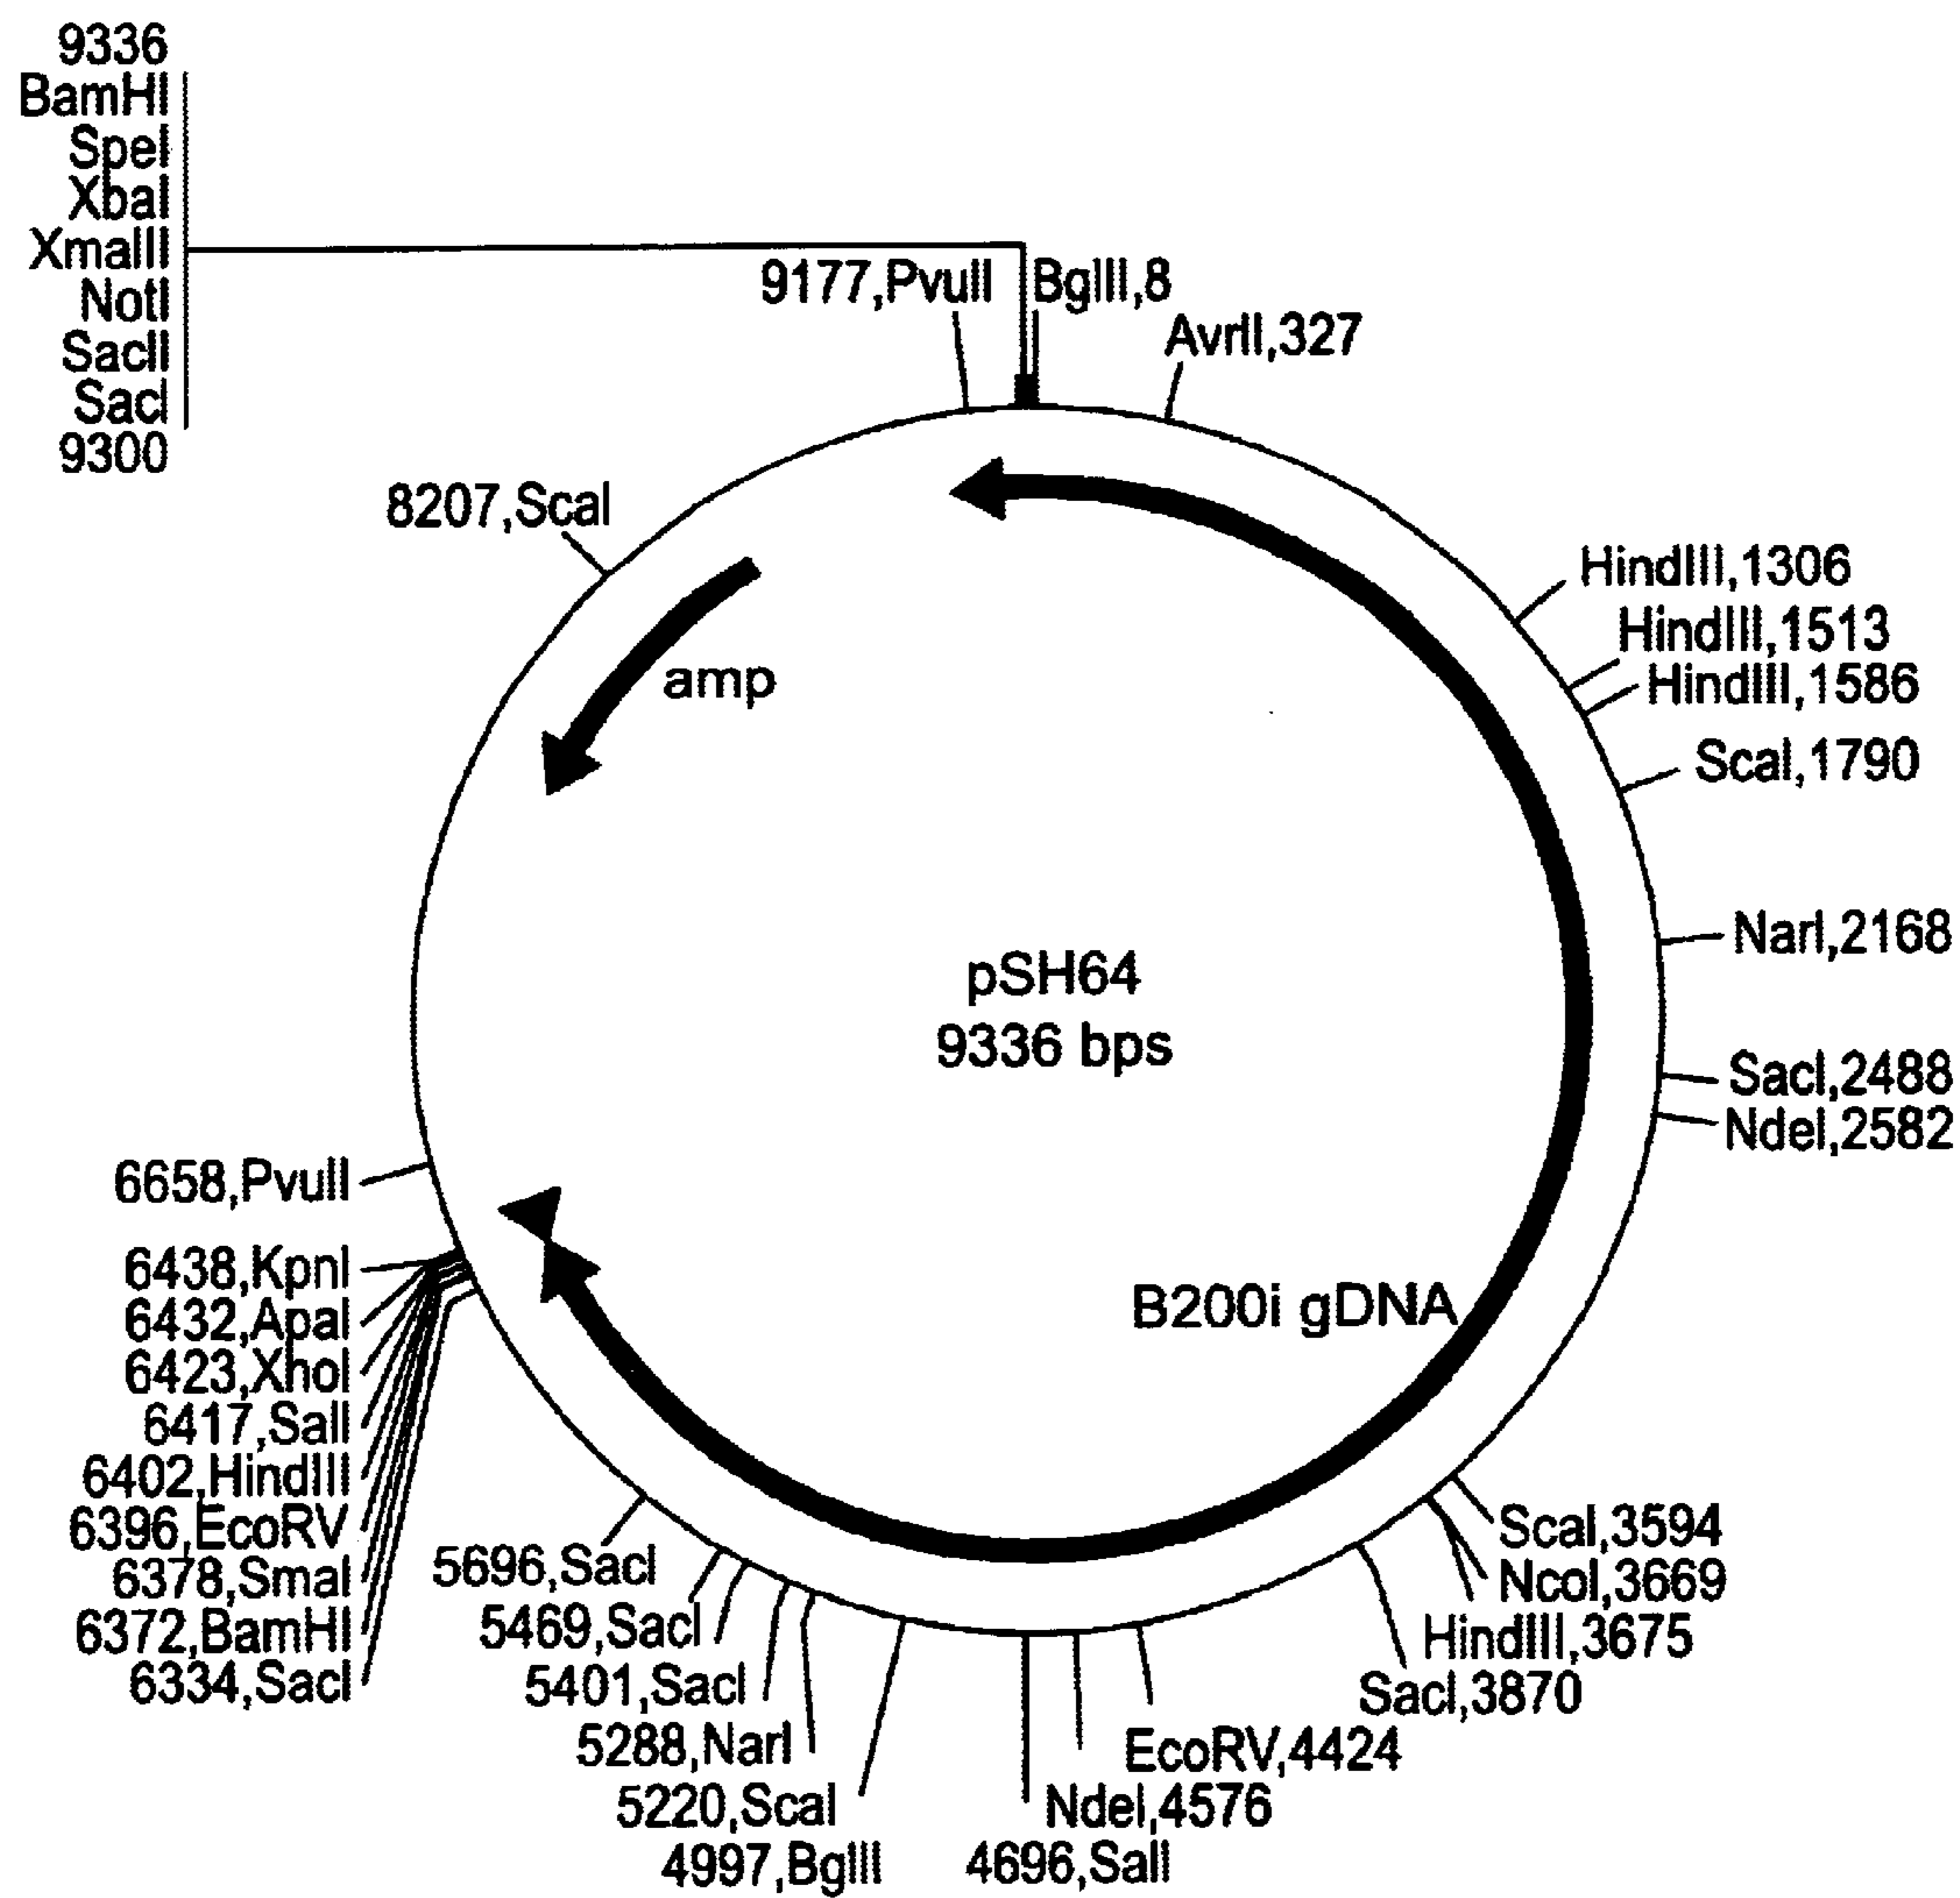 9336
BamHI
SpeI
XbaI
XmaIII
NotI
SacII
SacI
9300
9177,PvuII
BglII,8
AvrII,327
8207,ScaI
HindIII,1306
HindIII,1513
HindIII,1586
ScaI,1790
amp
NarI,2168
pSH64
9336 bps
SacI,2488
NdeI,2582
6658,PvuII
6438,KpnI
6432,ApaI
6423,XhoI
6417,SalI
6402,HindIII
6396,EcoRV
6378,SmaI
6372,BamHI
6334,SacI
B200i gDNA
ScaI,3594
NcoI,3669
HindIII,3675
SacI,3870
5696,SacI
5469,SacI
5401,SacI
5288,NarI
5220,ScaI
4997,BglII
EcoRV,4424
NdeI,4576
4696,SalI